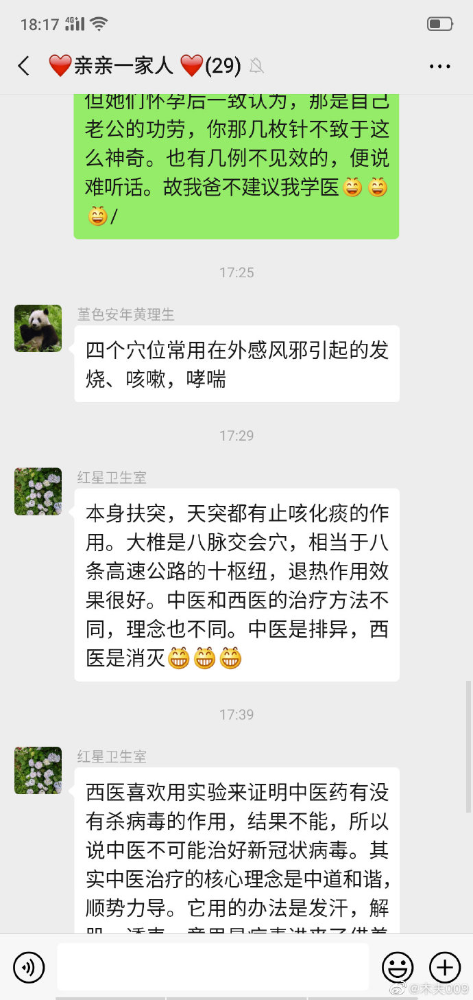 18:17 4G+
亲亲一家人 (29)
但她们怀孕后一致认为，那是自己
老公的功劳，你那几枚针不致于这
么神奇。也有几例不见效的，便说
难听话。故我爸不建议我学医😄😄
😄/
17:25
堇色安年黄理生
四个穴位常用在外感风邪引起的发
烧、咳嗽，哮喘
17:29
红星卫生室
本身扶突，天突都有止咳化痰的作
用。大椎是八脉交会穴，相当于八
条高速公路的十枢纽，退热作用效
果很好。中医和西医的治疗方法不
同，理念也不同。中医是排异，西
医是消灭😁😁😁
17:39
红星卫生室
西医喜欢用实验来证明中医药有没
有杀病毒的作用，结果不能，所以
说中医不可能治好新冠状病毒。其
实中医治疗的核心理念是中道和谐，
顺势力导。它用的办法是发汗，解
@木夫009